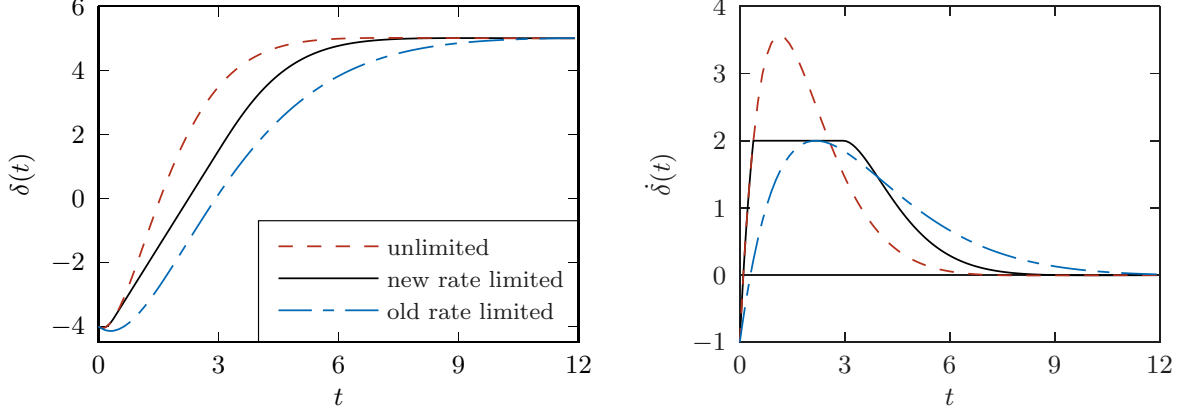 6
4
2
0
−2
−4
δ(t)
0 3 6 9 12
t
unlimited
new rate limited
old rate limited
4
3
2
1
0
−1
δ̇(t)
0 3 6 9 12
t